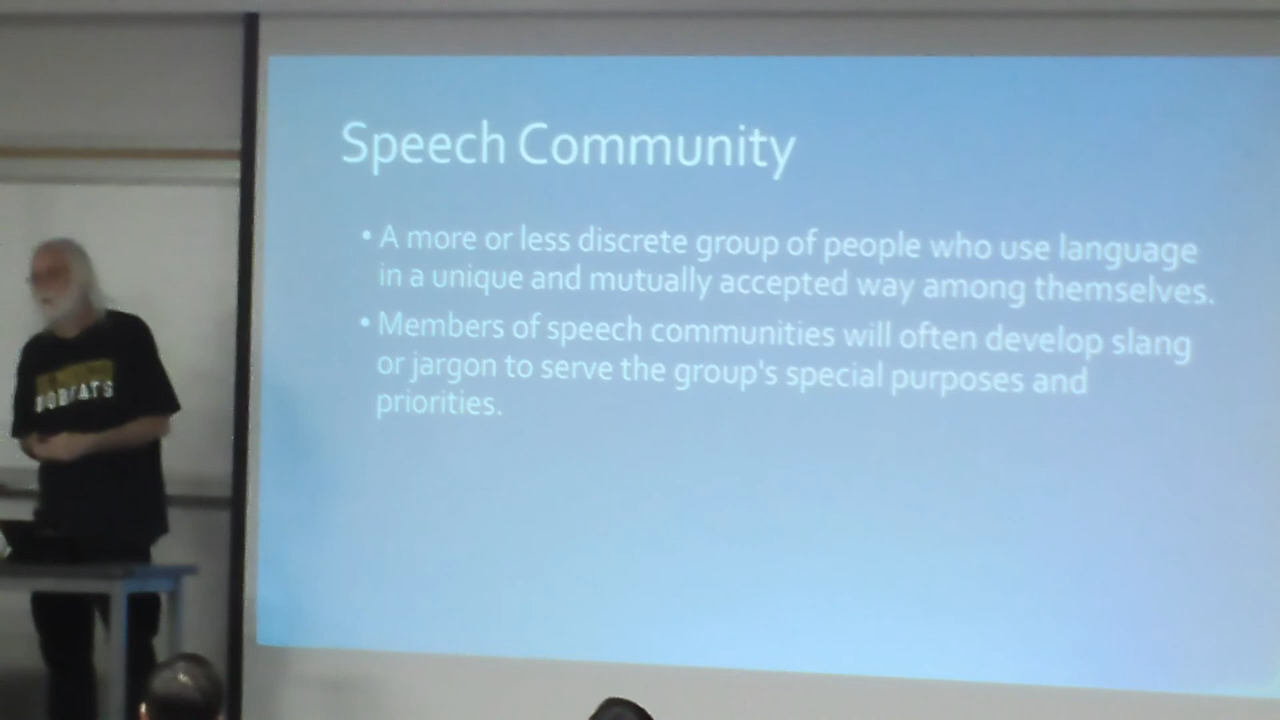 Speech Community
• A more or less discrete group of people who use language
in a unique and mutually accepted way among themselves.
• Members of speech communities will often develop slang
or jargon to serve the group's special purposes and
priorities.
BOBCATS